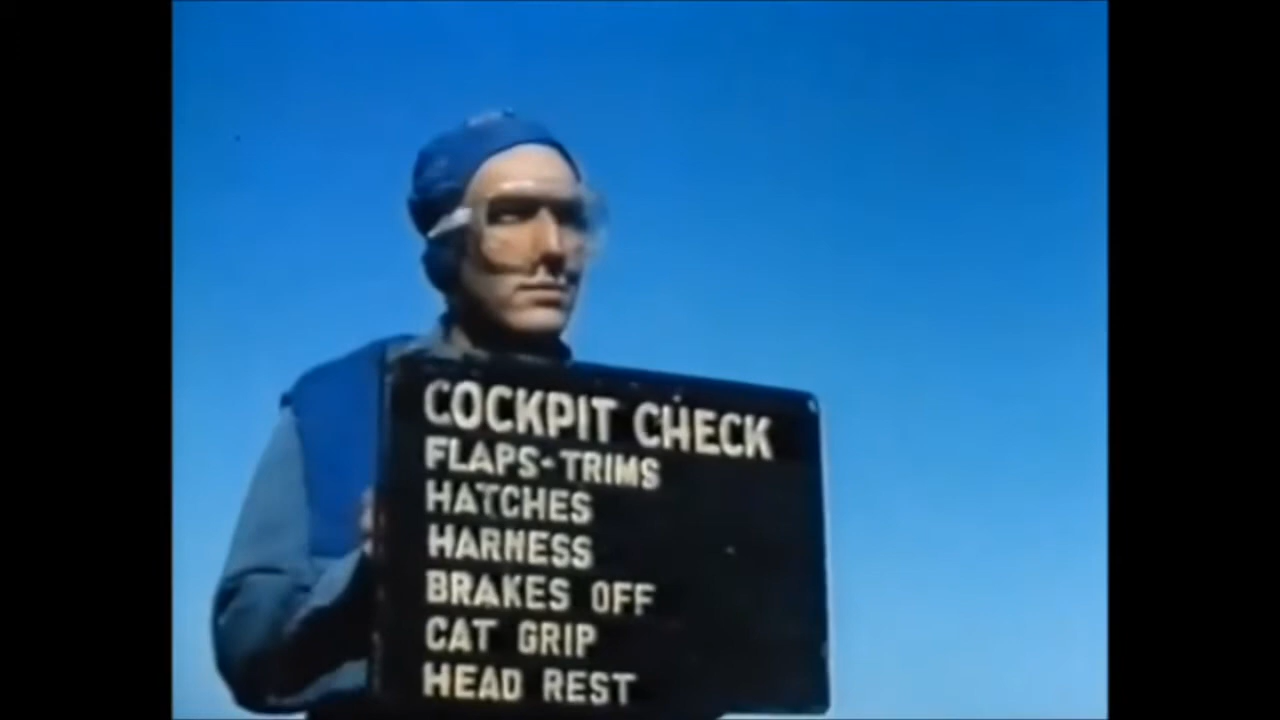 COCKPIT CHECK
FLAPS-TRIMS
HATCHES
HARNESS
BRAKES OFF
CAT GRIP
HEAD REST